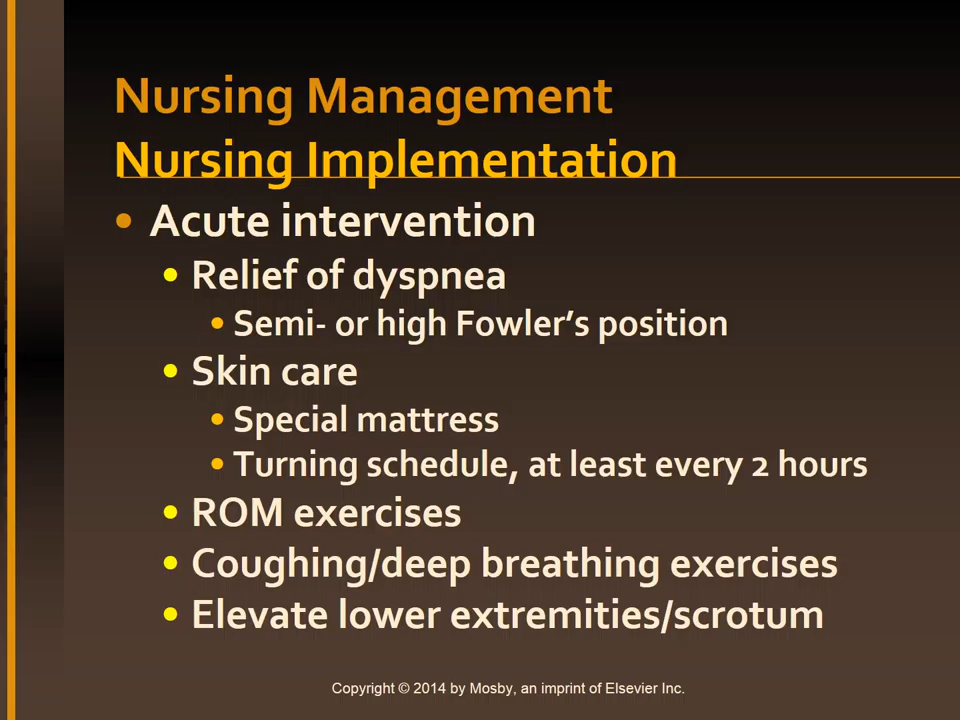 Nursing Management
Nursing Implementation
• Acute intervention
• Relief of dyspnea
• Semi- or high Fowler’s position
• Skin care
• Special mattress
• Turning schedule, at least every 2 hours
• ROM exercises
• Coughing/deep breathing exercises
• Elevate lower extremities/scrotum
Copyright © 2014 by Mosby, an imprint of Elsevier Inc.